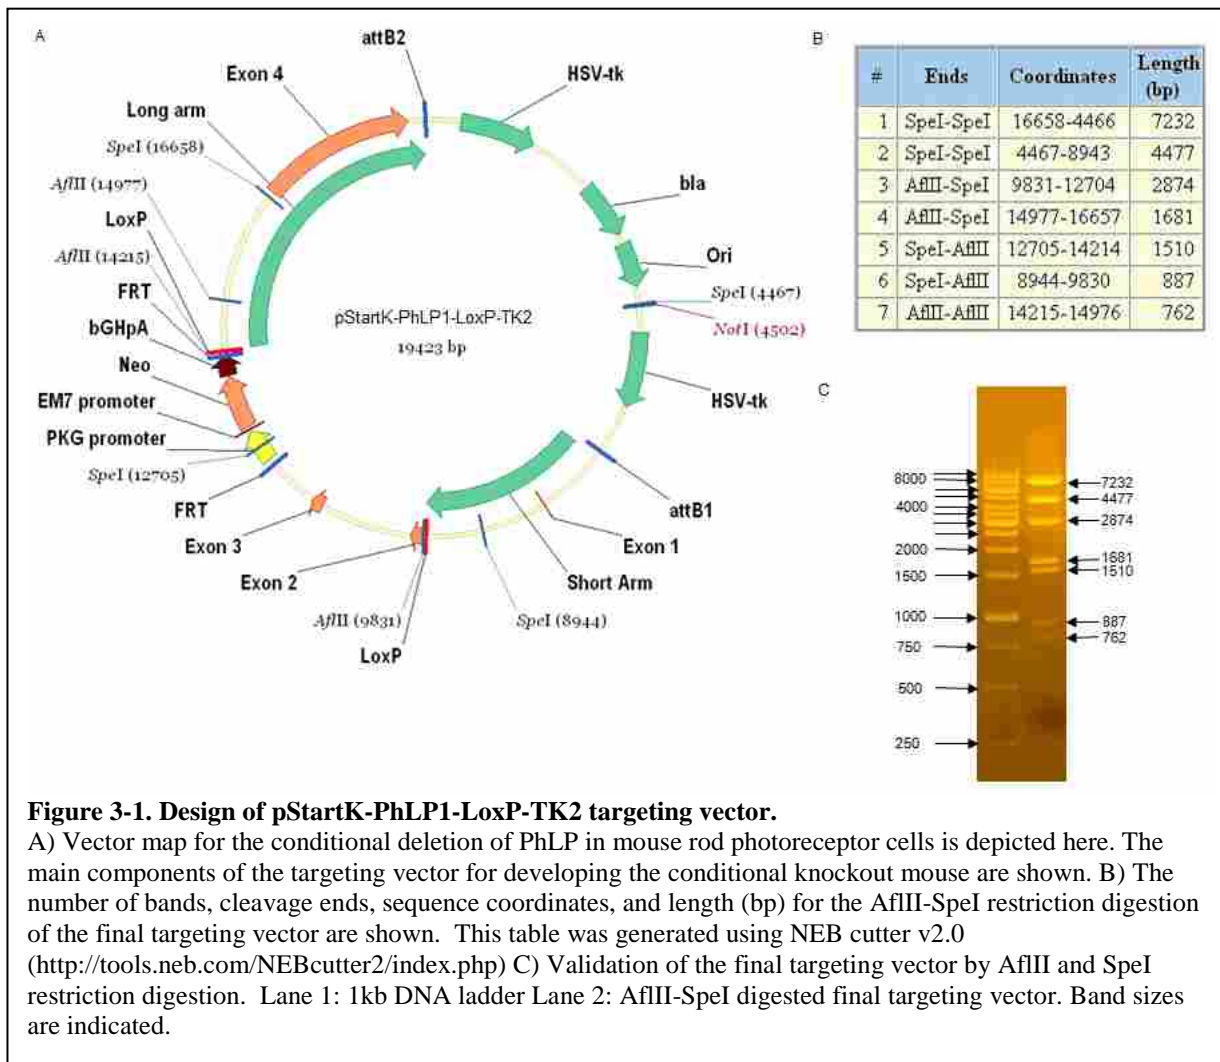 A
attB2
Exon 4
HSV-tk
Long arm
SpeI (16658)
AflII (14977)
bla
LoxP
AflII (14215)
Ori
FRT
SpeI (4467)
bGHpA
NotI (4502)
pStartK-PhLP1-LoxP-TK2
19423 bp
Neo
EM7 promoter
HSV-tk
PKG promoter
SpeI (12705)
FRT
attB1
Exon 3
Exon 1
Exon 2
Short Arm
AflII (9831)
SpeI (8944)
LoxP
B
# Ends Coordinates Length (bp)
1 SpeI-SpeI 16658-4466 7232
2 SpeI-SpeI 4467-8943 4477
3 AflII-SpeI 9831-12704 2874
4 AflII-SpeI 14977-16657 1681
5 SpeI-AflII 12705-14214 1510
6 SpeI-AflII 8944-9830 887
7 AflII-AflII 14215-14976 762
C
8000
4000
2000
1500
1000
750
500
250
7232
4477
2874
1681
1510
887
762
Figure 3-1. Design of pStartK-PhLP1-LoxP-TK2 targeting vector.
A) Vector map for the conditional deletion of PhLP in mouse rod photoreceptor cells is depicted here. The
main components of the targeting vector for developing the conditional knockout mouse are shown. B) The
number of bands, cleavage ends, sequence coordinates, and length (bp) for the AflII-SpeI restriction digestion
of the final targeting vector are shown. This table was generated using NEB cutter v2.0
(http://tools.neb.com/NEBcutter2/index.php) C) Validation of the final targeting vector by AflII and SpeI
restriction digestion. Lane 1: 1kb DNA ladder Lane 2: AflII-SpeI digested final targeting vector. Band sizes
are indicated.